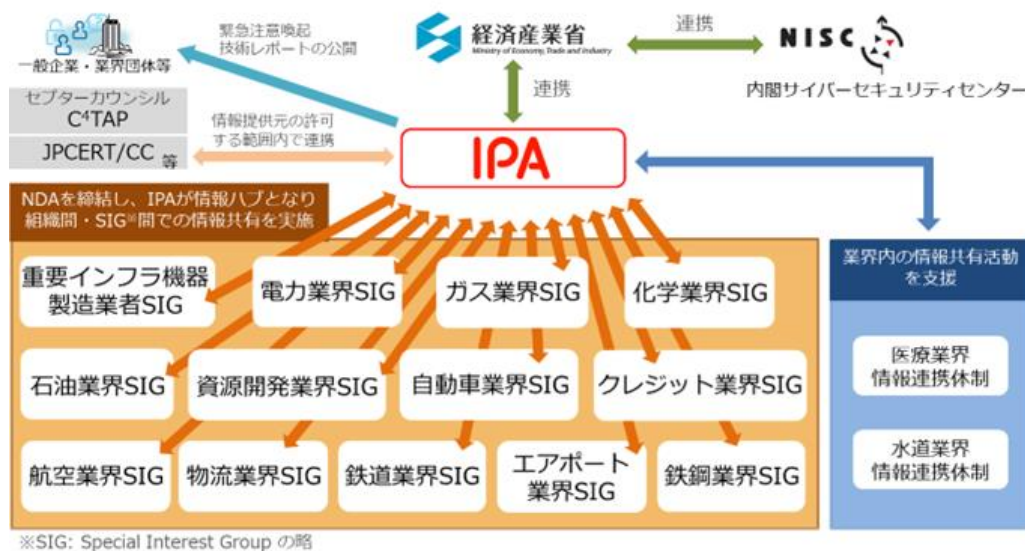 一般企業・業界団体等
緊急注意喚起
技術レポートの公開
経済産業省
Ministry of Economy, Trade and Industry
連携
NISC
内閣サイバーセキュリティセンター
連携
セプターカウンシル
C⁴TAP
JPCERT/CC 等
情報提供元の許可
する範囲内で連携
IPA
NDAを締結し、IPAが情報ハブとなり
組織間・SIG※間での情報共有を実施
重要インフラ機器
製造業者SIG
電力業界SIG
ガス業界SIG
化学業界SIG
石油業界SIG
資源開発業界SIG
自動車業界SIG
クレジット業界SIG
航空業界SIG
物流業界SIG
鉄道業界SIG
エアポート
業界SIG
鉄鋼業界SIG
業界内の情報共有活動
を支援
医療業界
情報連携体制
水道業界
情報連携体制
※SIG: Special Interest Group の略